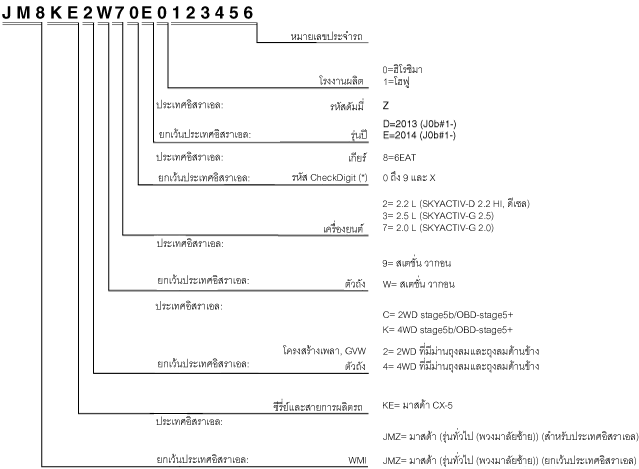 JM8KE2W70E0123456
หมายเลขประจำรถ
0=ฮิโรชิมา
โรงงานผลิต 1=โฮฟู
ประเทศอิสราเอล: รหัสดัมมี่ Z
D=2013 (J0b#1-)
ยกเว้นประเทศอิสราเอล: รุ่นปี E=2014 (J0b#1-)
ประเทศอิสราเอล: เกียร์ 8=6EAT
ยกเว้นประเทศอิสราเอล: รหัส CheckDigit (*) 0 ถึง 9 และ X
2= 2.2 L (SKYACTIV-D 2.2 HI, ดีเซล)
3= 2.5 L (SKYACTIV-G 2.5)
เครื่องยนต์ 7= 2.0 L (SKYACTIV-G 2.0)
ประเทศอิสราเอล:
9= สเตชั่น วากอน
ยกเว้นประเทศอิสราเอล: ตัวถัง W= สเตชั่น วากอน
ประเทศอิสราเอล:
C= 2WD stage5b/OBD-stage5+
K= 4WD stage5b/OBD-stage5+
โครงสร้างเพลา, GVW 2= 2WD ที่มีม่านถุงลมและถุงลมด้านข้าง
ยกเว้นประเทศอิสราเอล: ตัวถัง 4= 4WD ที่มีม่านถุงลมและถุงลมด้านข้าง
ซีรี่ย์และสายการผลิตรถ KE= มาสด้า CX-5
ประเทศอิสราเอล:
JMZ= มาสด้า (รุ่นทั่วไป (พวงมาลัยซ้าย)) (สำหรับประเทศอิสราเอล)
ยกเว้นประเทศอิสราเอล: WMI JMZ= มาสด้า (รุ่นทั่วไป (พวงมาลัยซ้าย)) (ยกเว้นประเทศอิสราเอล)